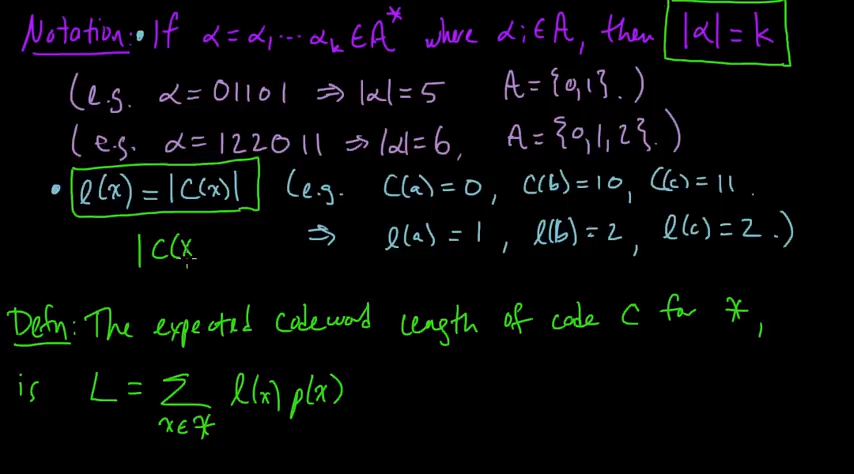 Notation: • If α = α₁ ⋯ αₖ ∈ A* where αᵢ ∈ A, then |α| = k
(e.g. α = 01101 ⇒ |α| = 5 A = {0,1}.)
(e.g. α = 122011 ⇒ |α| = 6, A = {0,1,2}.)
• l(x) = |C(x)| (e.g. C(a) = 0, C(b) = 10, C(c) = 11.
⇒ l(a) = 1, l(b) = 2, l(c) = 2.)
|C(x
Defn: The expected codeword length of code C for X,
is L = ∑ l(x) p(x)
x ∈ X